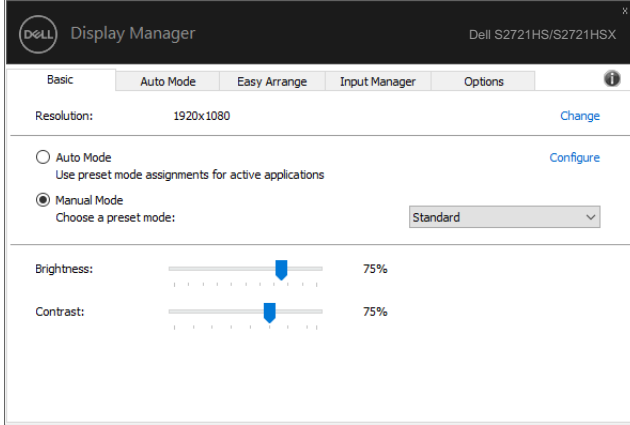 x
DELL Display Manager
Dell S2721HS/S2721HSX
Basic Auto Mode Easy Arrange Input Manager Options i
Resolution: 1920x1080 Change
Auto Mode Configure
Use preset mode assignments for active applications
Manual Mode
Choose a preset mode: Standard
Brightness: 75%
Contrast: 75%